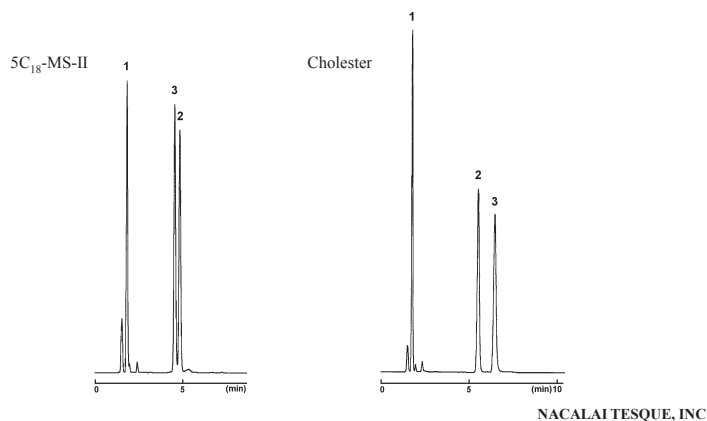 5C18-MS-II
1
3
2
0
5
(min)
Cholester
1
2
3
0
5
(min)10
NACALAI TESQUE, INC